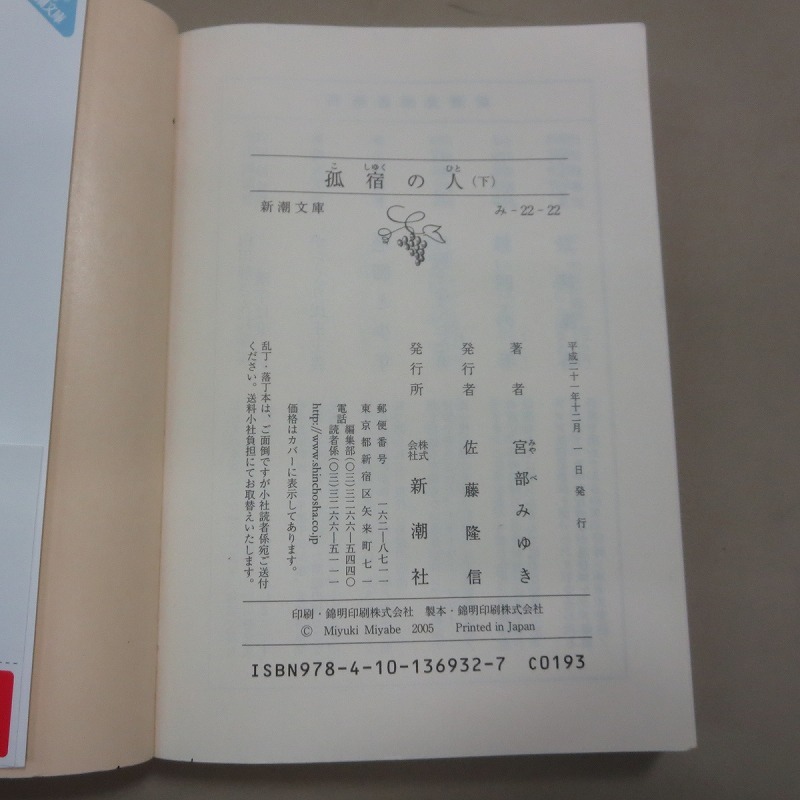 孤宿の人（下）
新潮文庫 み-22-22
平成二十一年十二月一日発行
著者 宮部みゆき
発行者 佐藤隆信
発行所 株式会社 新潮社
郵便番号 一六二―八七一一
東京都新宿区矢来町七一
電話 編集部(〇三)三二六六―五四四〇
読者係(〇三)三二六六―五一一一
http://www.shinchosha.co.jp
価格はカバーに表示してあります。
乱丁・落丁本は、ご面倒ですが小社読者係宛ご送付
ください。送料小社負担にてお取替えいたします。
印刷・錦明印刷株式会社 製本・錦明印刷株式会社
© Miyuki Miyabe 2005 Printed in Japan
ISBN978-4-10-136932-7 C0193